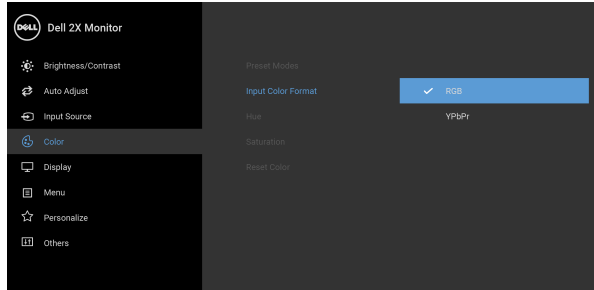 DELL
Dell 2X Monitor
Brightness/Contrast
Auto Adjust
Input Source
Color
Display
Menu
Personalize
Others
Preset Modes
Input Color Format
Hue
Saturation
Reset Color
RGB
YPbPr